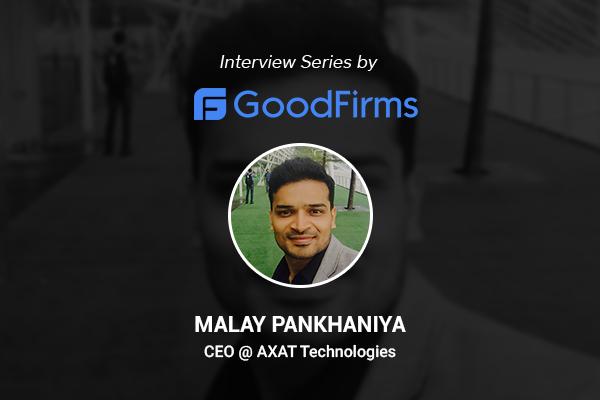 Interview Series by
GoodFirms
MALAY PANKHANIYA
CEO @ AXAT Technologies